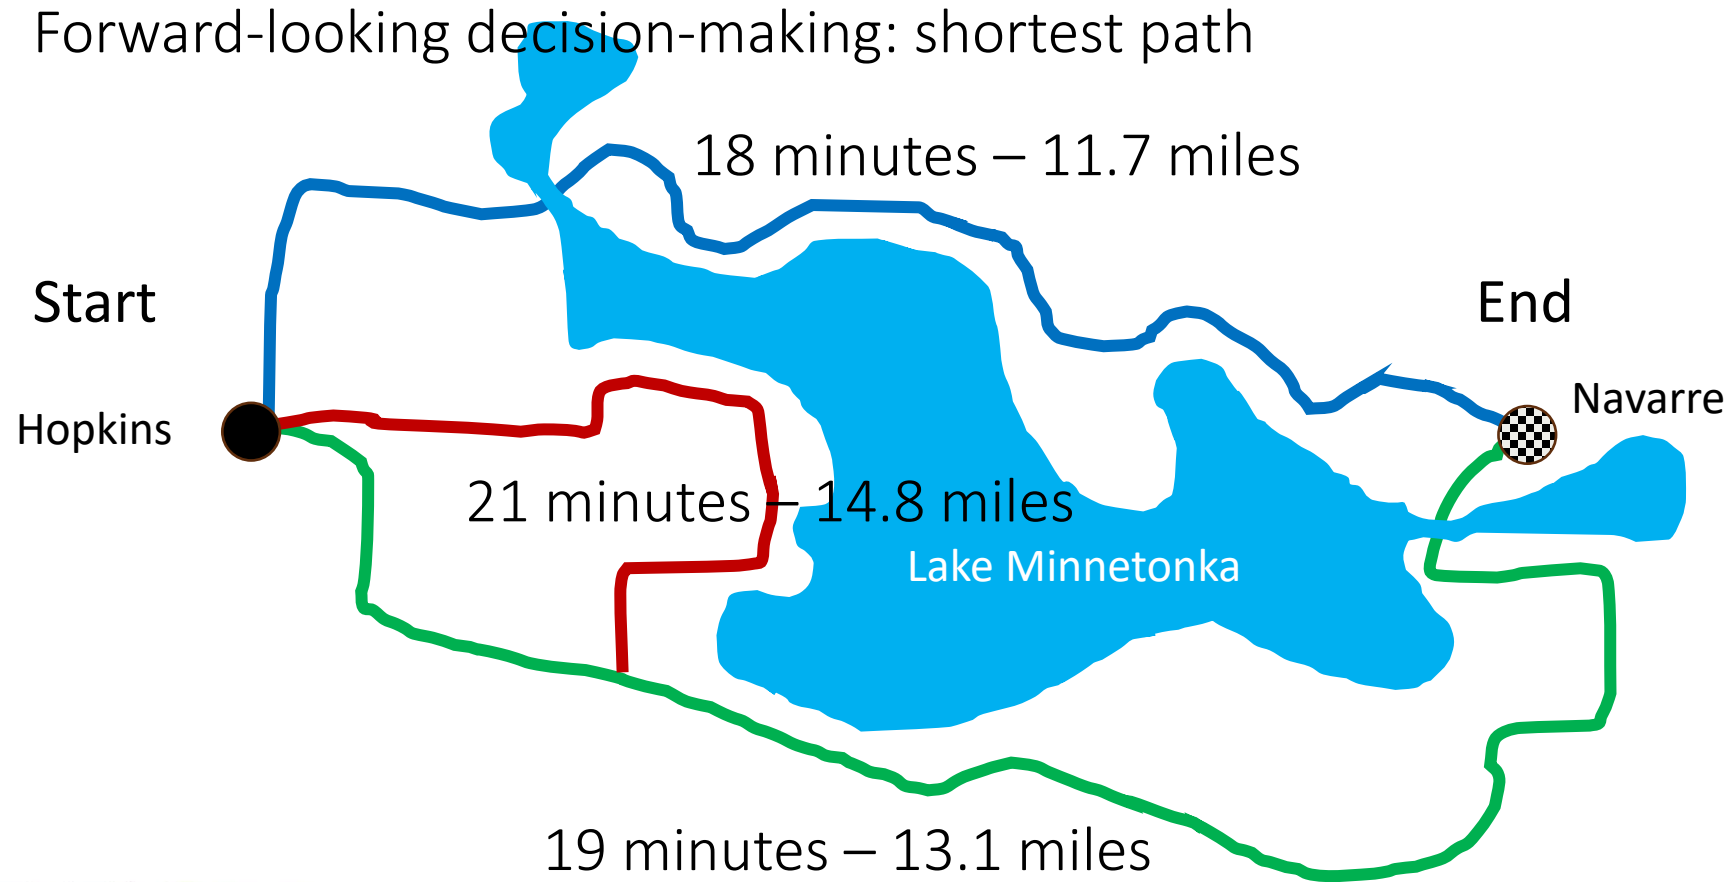 Forward-looking decision-making: shortest path
18 minutes – 11.7 miles
Start
End
Navarre
Hopkins
21 minutes – 14.8 miles
Lake Minnetonka
19 minutes – 13.1 miles